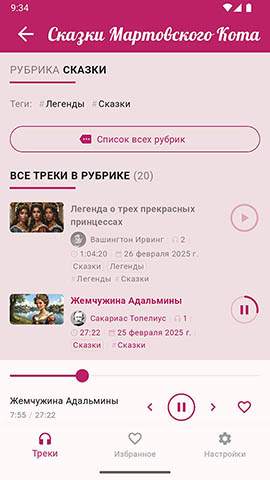 9:34
Сказки Мартовского Кота
РУБРИКА СКАЗКИ
Теги: #Легенды #Сказки
Список всех рубрик
ВСЕ ТРЕКИ В РУБРИКЕ (20)
Легенда о трех прекрасных
принцессах
Вашингтон Ирвинг 2
1:04:20 26 февраля 2025 г.
Сказки Легенды
#Легенды #Сказки
Жемчужина Адальмины
Сакариас Топелиус 1
27:22 25 февраля 2025 г.
Сказки #Сказки
Жемчужина Адальмины
7:55 / 27:22
Треки Избранное Настройки